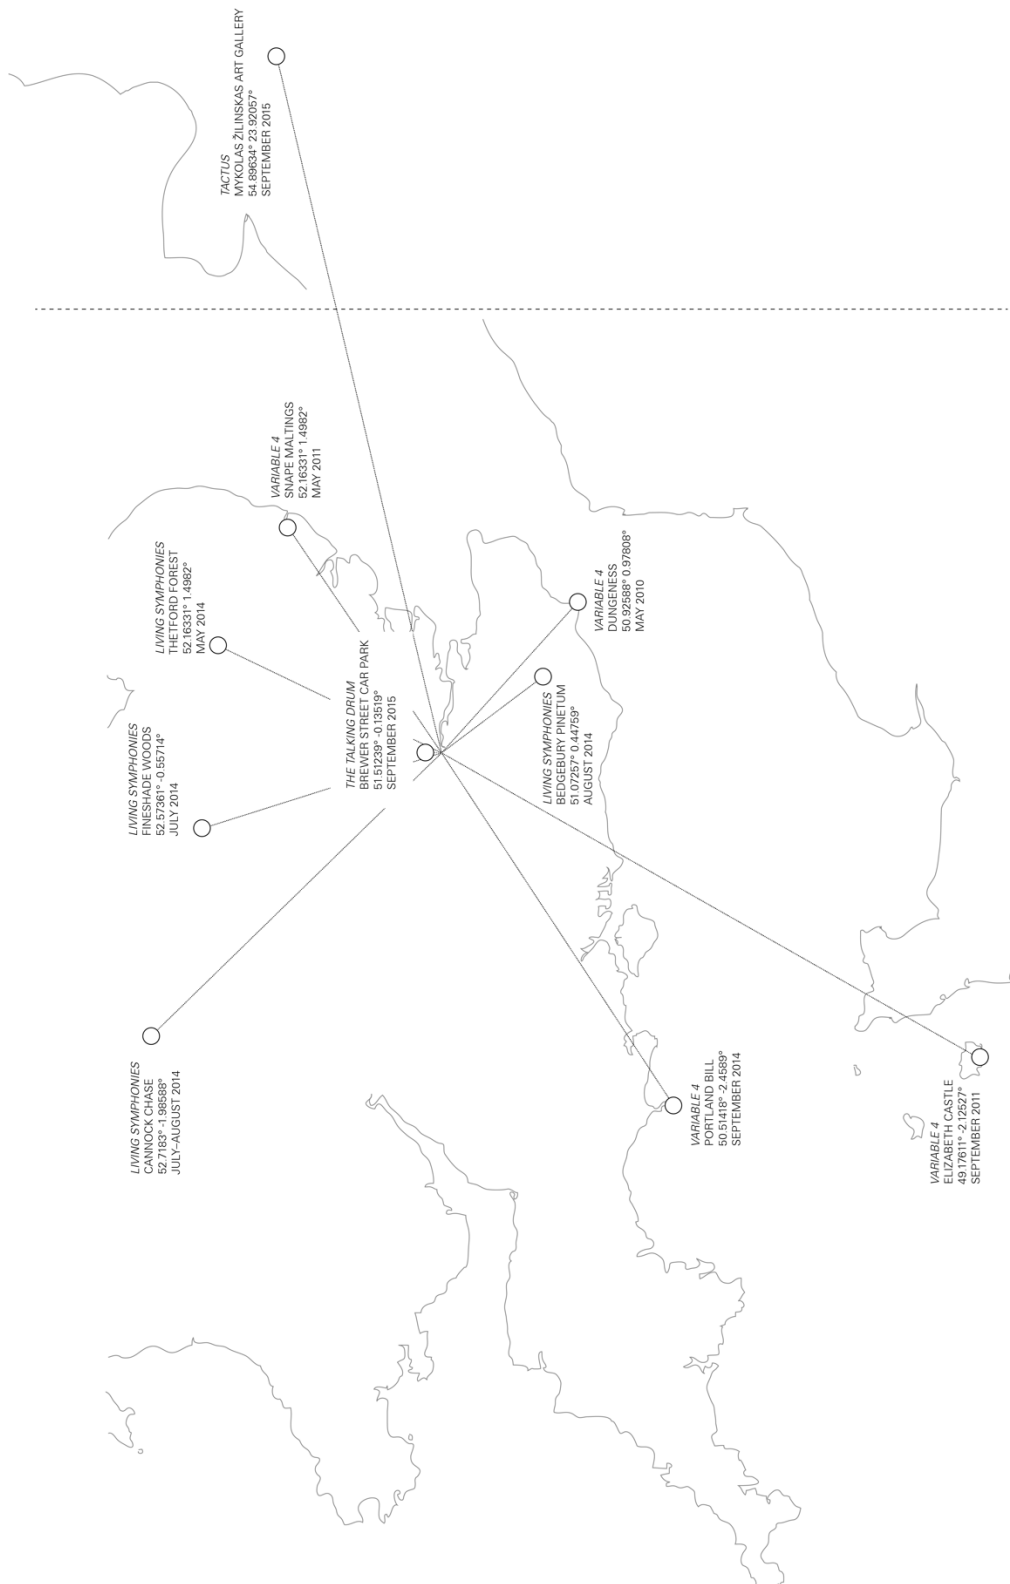 LIVING SYMPHONIES
CANNOCK CHASE
52.7183° -1.98588°
JULY–AUGUST 2014
LIVING SYMPHONIES
FINESHADE WOODS
52.57361° -0.55714°
JULY 2014
LIVING SYMPHONIES
THETFORD FOREST
52.16331° 1.4982°
MAY 2014
VARIABLE 4
SNAPE MALTINGS
52.16331° 1.4982°
MAY 2011
TACTUS
MYKOLAS ŽILINSKAS ART GALLERY
54.89634° 23.92057°
SEPTEMBER 2015
THE TALKING DRUM
BREWER STREET CAR PARK
51.51239° -0.13519°
SEPTEMBER 2015
LIVING SYMPHONIES
BEDGEBURY PINETUM
51.07257° 0.44759°
AUGUST 2014
VARIABLE 4
DUNGENESS
50.92588° 0.97808°
MAY 2010
VARIABLE 4
PORTLAND BILL
50.51418° -2.4589°
SEPTEMBER 2014
VARIABLE 4
ELIZABETH CASTLE
49.17611° -2.12527°
SEPTEMBER 2011